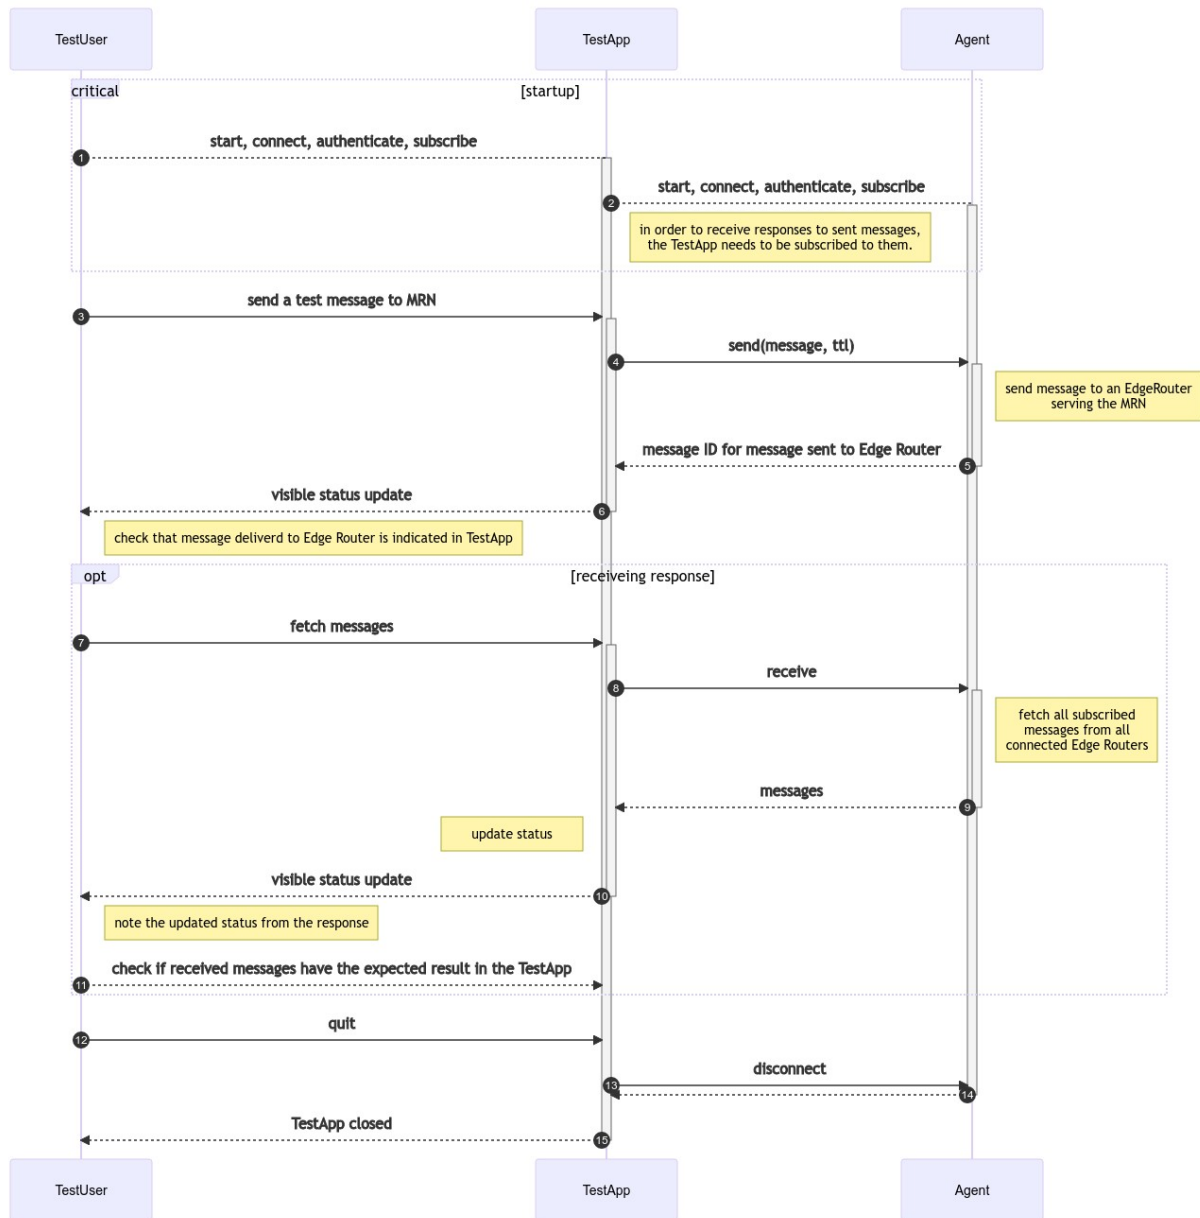 TestUser
TestApp
Agent
critical
[startup]
start, connect, authenticate, subscribe
1
start, connect, authenticate, subscribe
2
in order to receive responses to sent messages,
the TestApp needs to be subscribed to them.
send a test message to MRN
3
send(message, ttl)
4
send message to an EdgeRouter
serving the MRN
message ID for message sent to Edge Router
5
visible status update
6
check that message deliverd to Edge Router is indicated in TestApp
opt
[receiveing response]
fetch messages
7
receive
8
fetch all subscribed
messages from all
connected Edge Routers
messages
9
update status
visible status update
10
note the updated status from the response
check if received messages have the expected result in the TestApp
11
quit
12
disconnect
13
14
TestApp closed
15
TestUser
TestApp
Agent